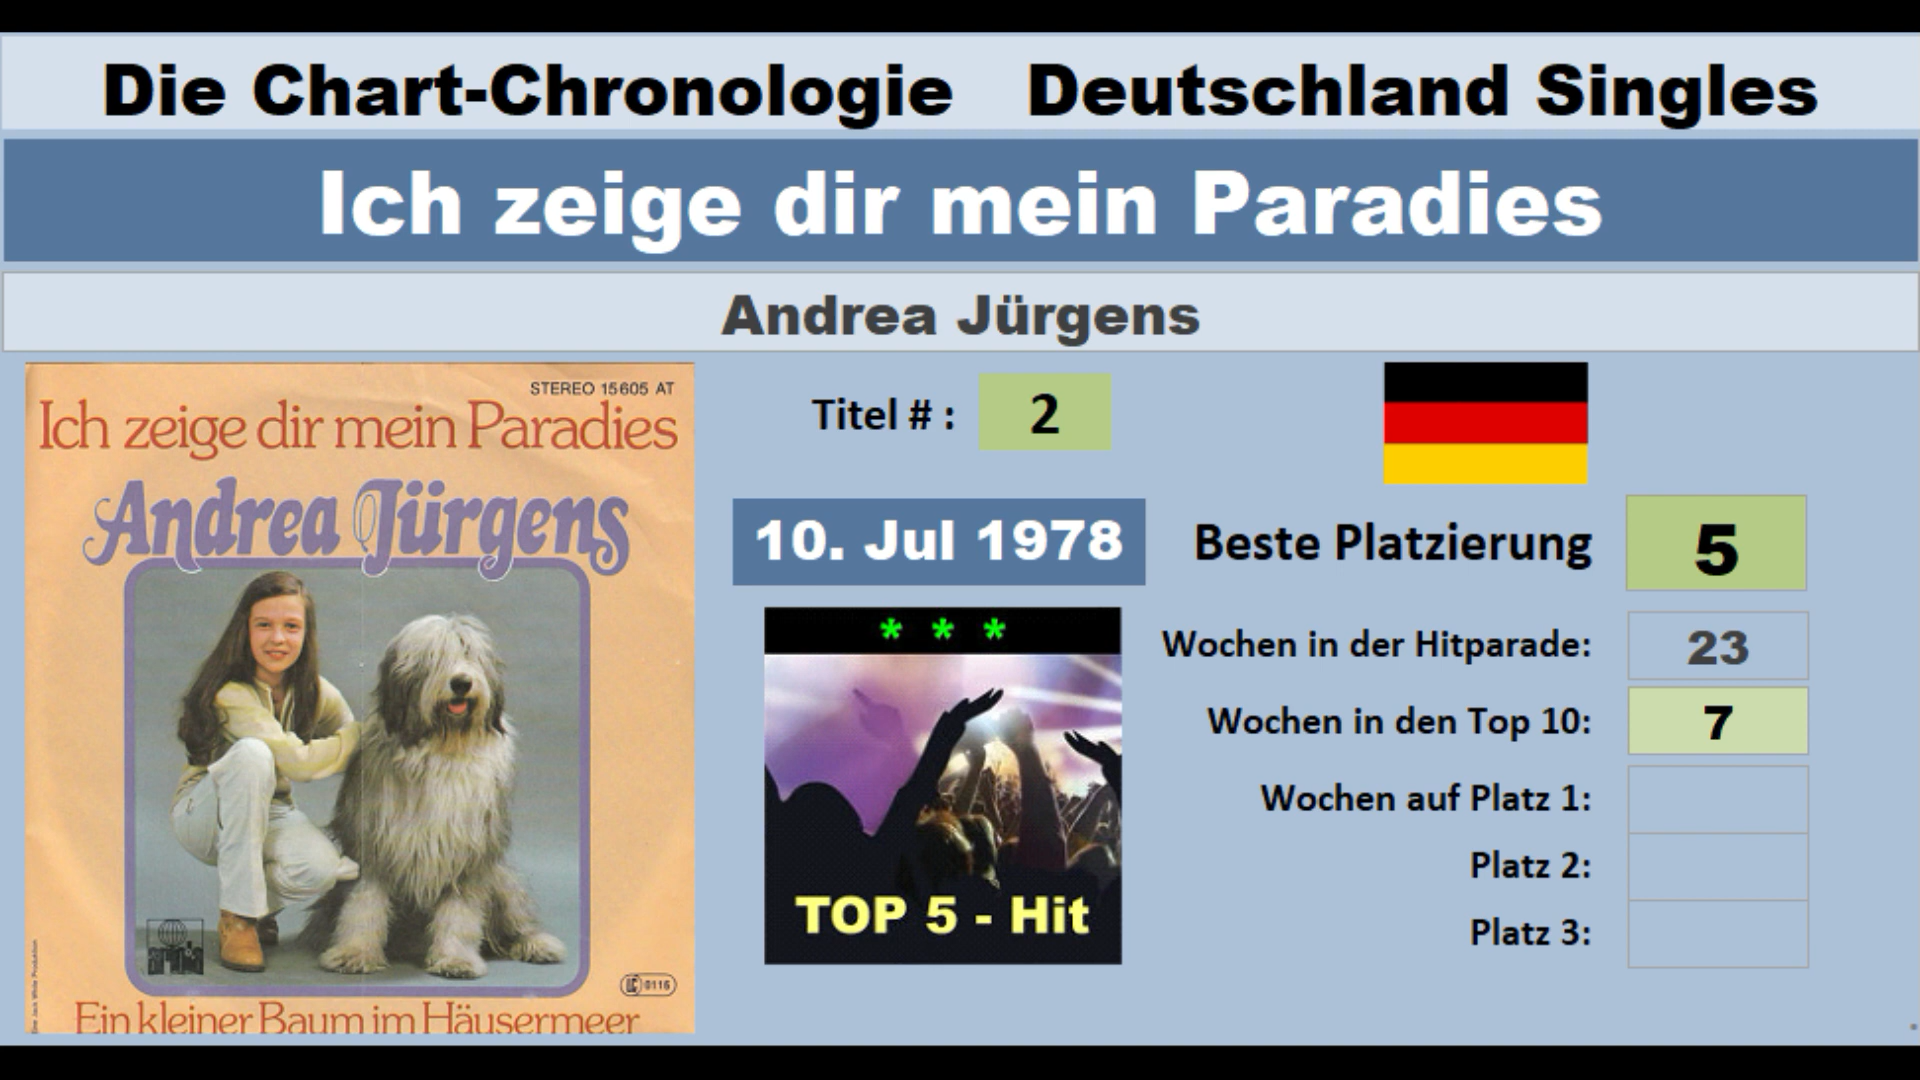 Die Chart-Chronologie Deutschland Singles
Ich zeige dir mein Paradies
Andrea Jürgens
STEREO 15605 AT
Ich zeige dir mein Paradies
Andrea Jürgens
LC 0116
Ein kleiner Baum im Häusermeer
Titel # : 2
10. Jul 1978
* * *
TOP 5 - Hit
Beste Platzierung 5
Wochen in der Hitparade: 23
Wochen in den Top 10: 7
Wochen auf Platz 1:
Platz 2:
Platz 3: